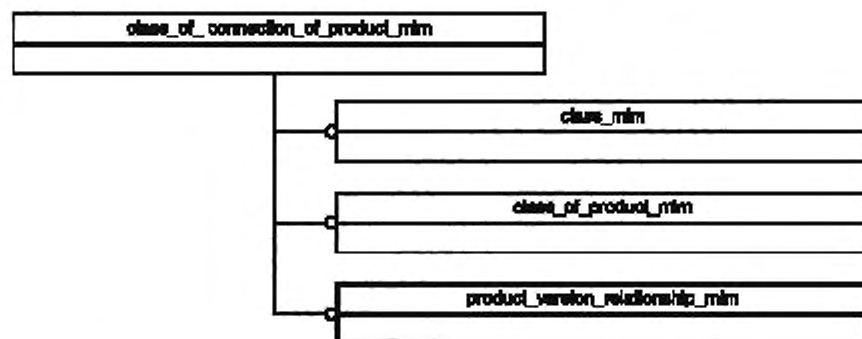 class_of_ connection_of_product_mim
class_mim
class_of_product_mim
product_version_relationship_mim